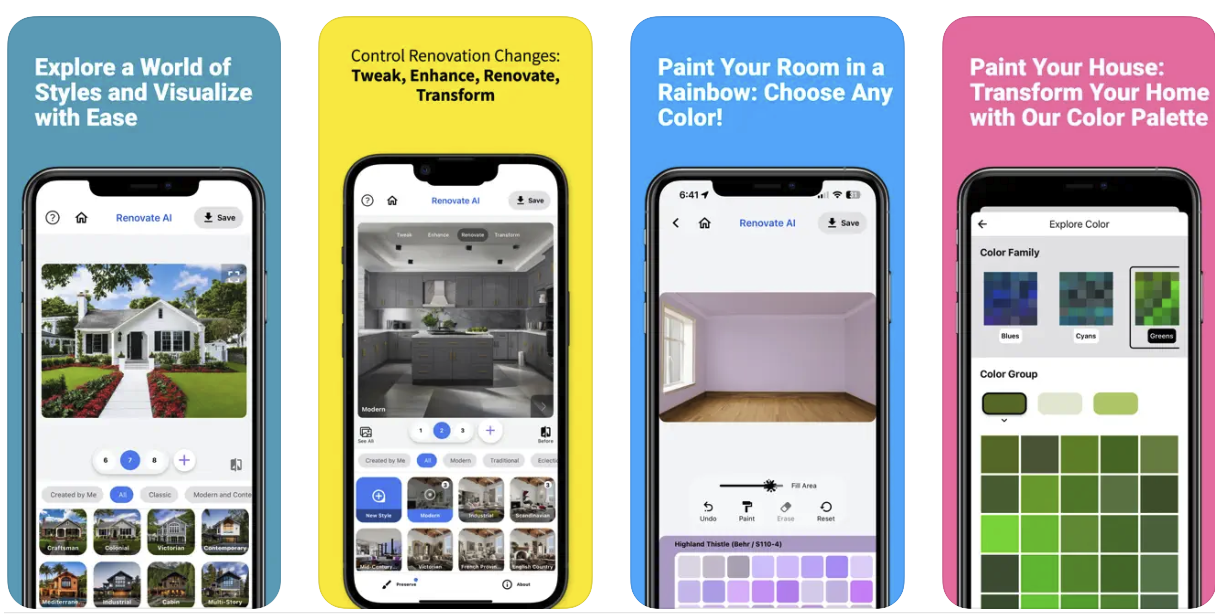 Explore a World of
Styles and Visualize
with Ease
Renovate AI
Save
6
7
8
Created by Me
All
Classic
Modern and Conte
Craftsman
Colonial
Victorian
Contemporary
Mediterrane...
Industrial
Cabin
Multi-Story
Control Renovation Changes:
Tweak, Enhance, Renovate,
Transform
Renovate AI
Save
Tweak
Enhance
Renovate
Transform
Modern
See All
1
2
3
Before
Created by Me
All
Modern
Traditional
Eclectic
New Style
Modern
3
Industrial
Scandinavian
3
Mid-Century...
Victorian
French Provin...
English Country
Preserve
About
Paint Your Room in a
Rainbow: Choose Any
Color!
6:41
Renovate AI
Save
Fill Area
Undo
Paint
Erase
Reset
Highland Thistle (Behr / S110-4)
Paint Your House:
Transform Your Home
with Our Color Palette
Explore Color
Color Family
Blues
Cyans
Greens
Color Group